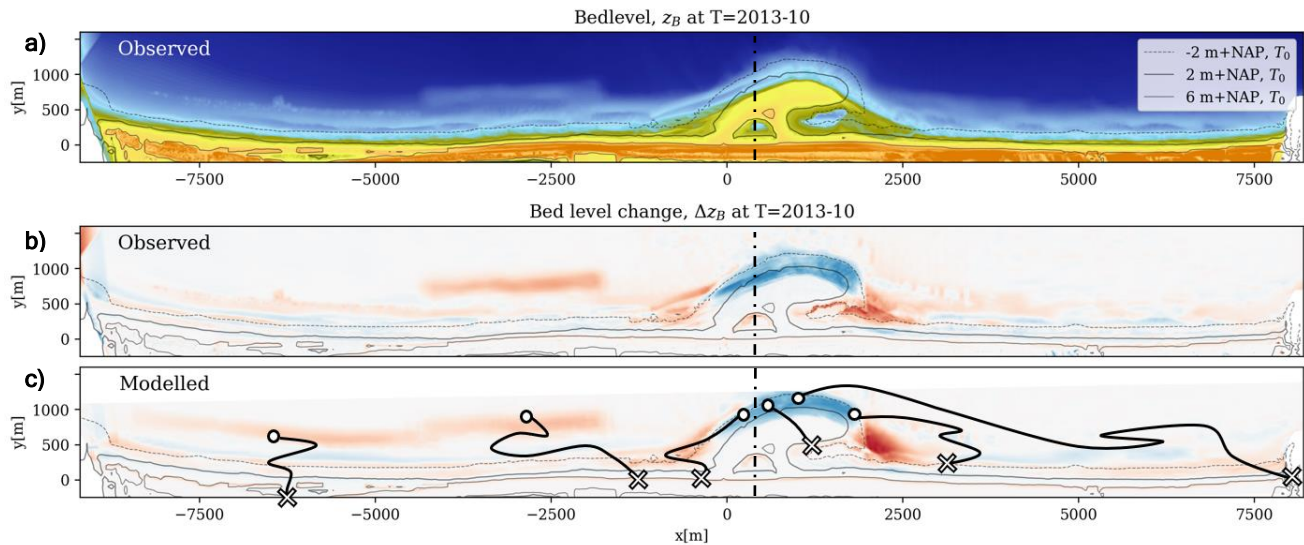 Bedlevel, z_B at T=2013-10
a)
Observed
-2 m+NAP, T_0
2 m+NAP, T_0
6 m+NAP, T_0
y[m]
1000
500
0
−7500 −5000 −2500 0 2500 5000 7500
Bed level change, Δz_B at T=2013-10
b)
Observed
y[m]
1000
500
0
c)
Modelled
y[m]
1000
500
0
−7500 −5000 −2500 0 2500 5000 7500
x[m]